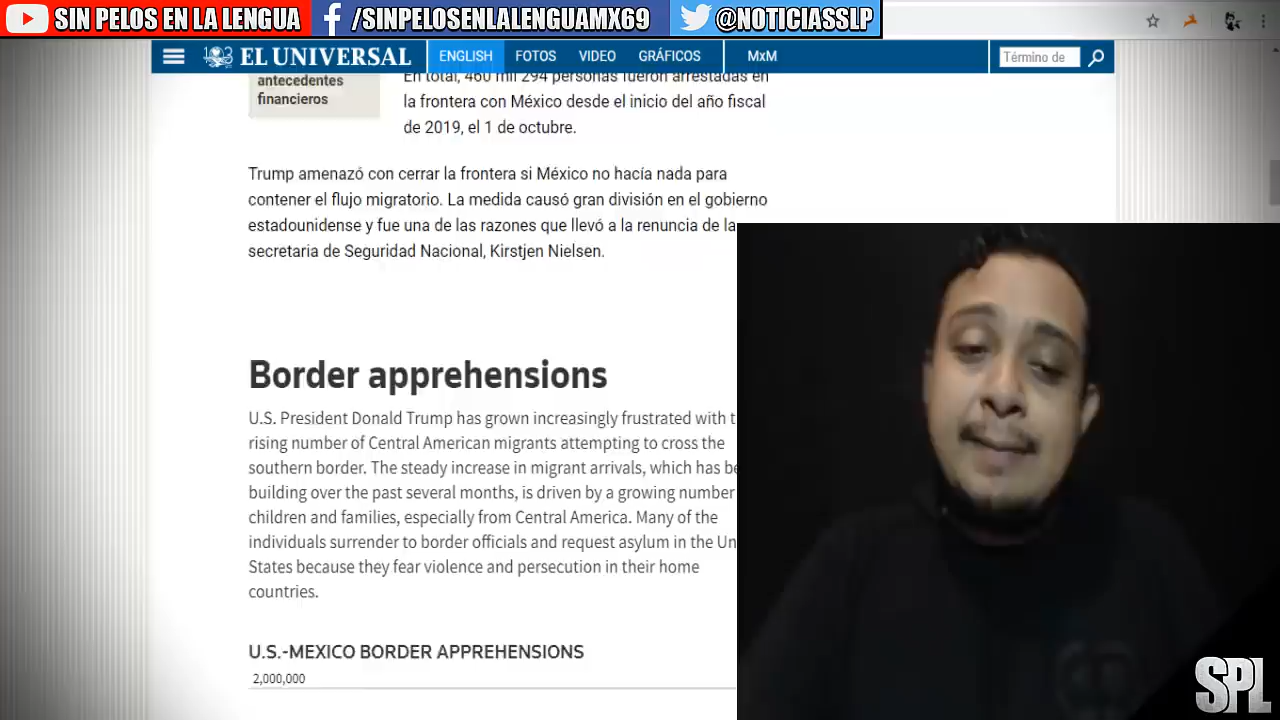 SIN PELOS EN LA LENGUA
/SINPELOSENLALENGUAMX69
@NOTICIASSLP
EL UNIVERSAL
ENGLISH FOTOS VIDEO GRÁFICOS MxM
Término de
antecedentes
financieros
En total, 460 mil 294 personas fueron arrestadas en
la frontera con México desde el inicio del año fiscal
de 2019, el 1 de octubre.
Trump amenazó con cerrar la frontera si México no hacía nada para
contener el flujo migratorio. La medida causó gran división en el gobierno
estadounidense y fue una de las razones que llevó a la renuncia de la
secretaria de Seguridad Nacional, Kirstjen Nielsen.
Border apprehensions
U.S. President Donald Trump has grown increasingly frustrated with t
rising number of Central American migrants attempting to cross the
southern border. The steady increase in migrant arrivals, which has be
building over the past several months, is driven by a growing number
children and families, especially from Central America. Many of the
individuals surrender to border officials and request asylum in the Un
States because they fear violence and persecution in their home
countries.
U.S.-MEXICO BORDER APPREHENSIONS
2,000,000
SPL